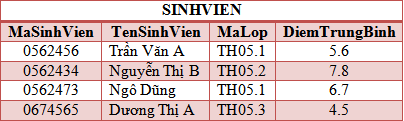 SINHVIEN
MaSinhVien TenSinhVien MaLop DiemTrungBinh
0562456 Trần Văn A TH05.1 5.6
0562434 Nguyễn Thị B TH05.2 7.8
0562473 Ngô Dũng TH05.1 6.7
0674565 Dương Thị A TH05.3 4.5